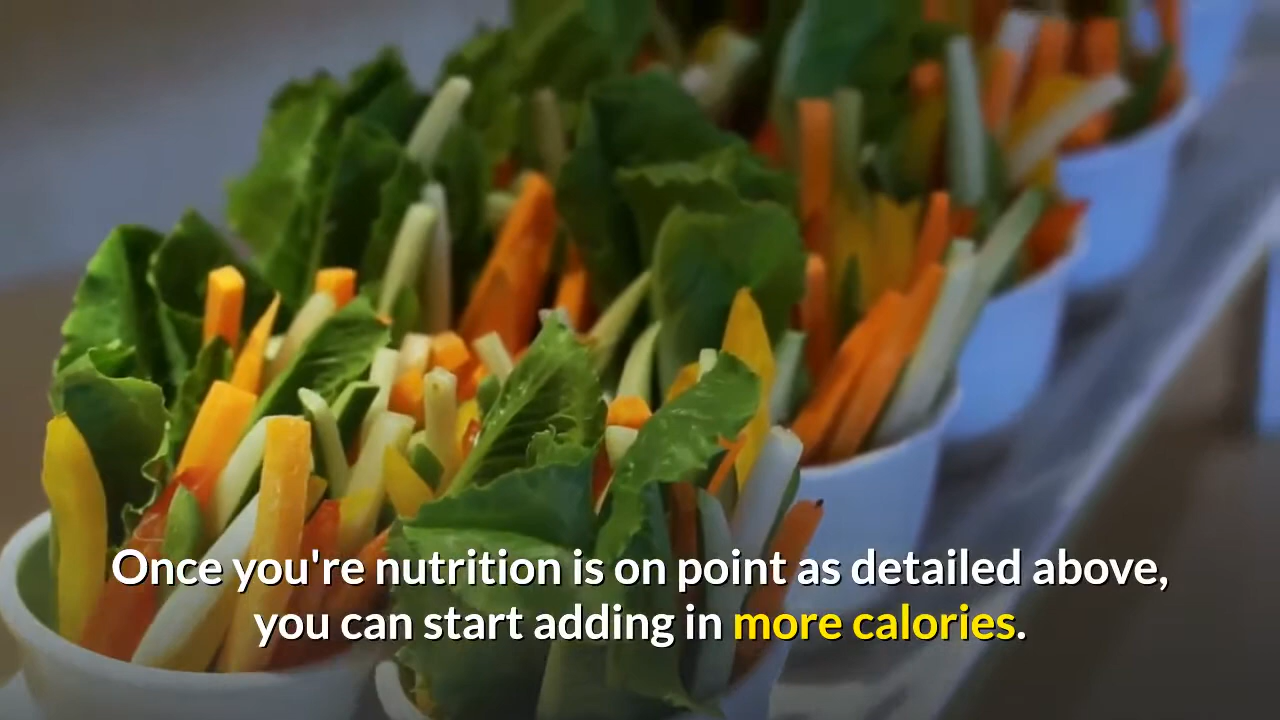 Once you're nutrition is on point as detailed above,
you can start adding in more calories.